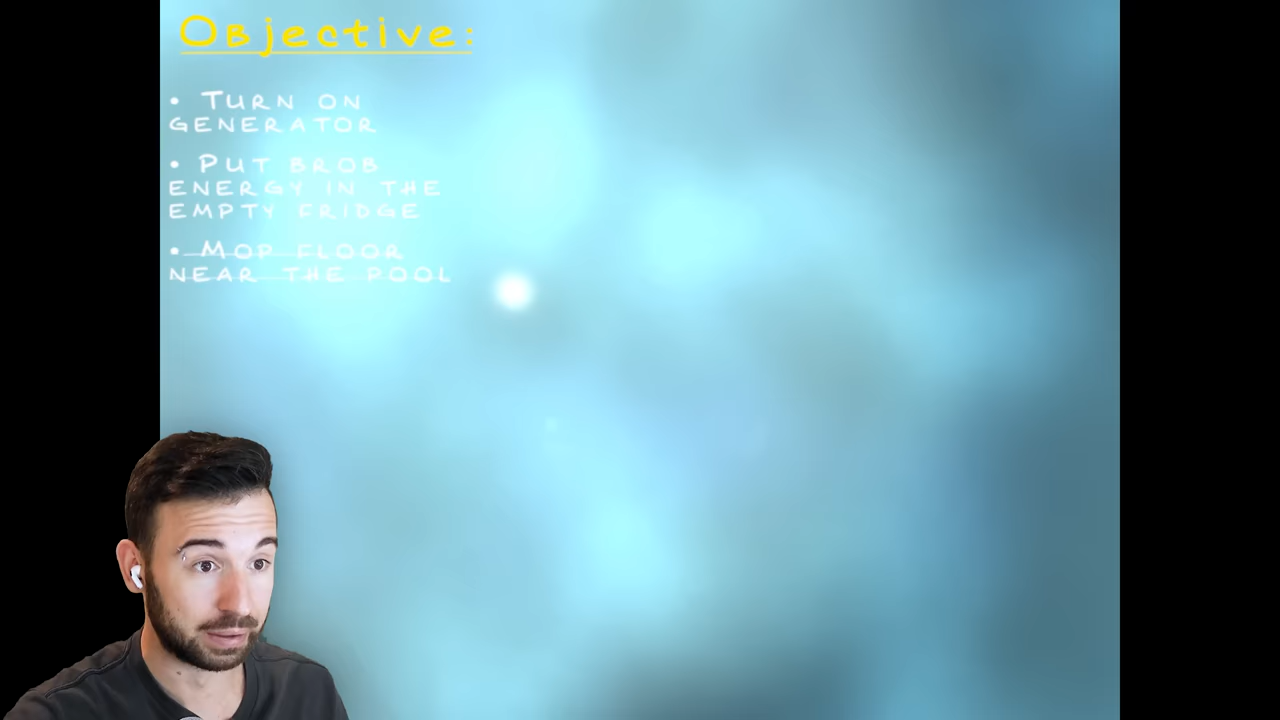 Objective:
• Turn on
generator
• Put brob
energy in the
empty fridge
• Mop floor
near the pool